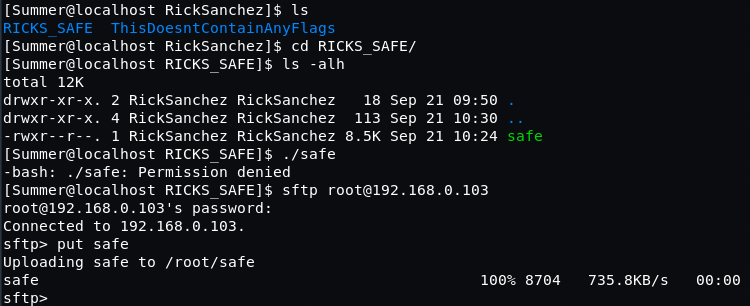 [Summer@localhost RickSanchez]$ ls
RICKS_SAFE  ThisDoesntContainAnyFlags
[Summer@localhost RickSanchez]$ cd RICKS_SAFE/
[Summer@localhost RICKS_SAFE]$ ls -alh
total 12K
drwxr-xr-x. 2 RickSanchez RickSanchez   18 Sep 21 09:50 .
drwxr-xr-x. 4 RickSanchez RickSanchez  113 Sep 21 10:30 ..
-rwxr--r--. 1 RickSanchez RickSanchez 8.5K Sep 21 10:24 safe
[Summer@localhost RICKS_SAFE]$ ./safe
-bash: ./safe: Permission denied
[Summer@localhost RICKS_SAFE]$ sftp root@192.168.0.103
root@192.168.0.103's password:
Connected to 192.168.0.103.
sftp> put safe
Uploading safe to /root/safe
safe                                                 100% 8704   735.8KB/s   00:00
sftp>